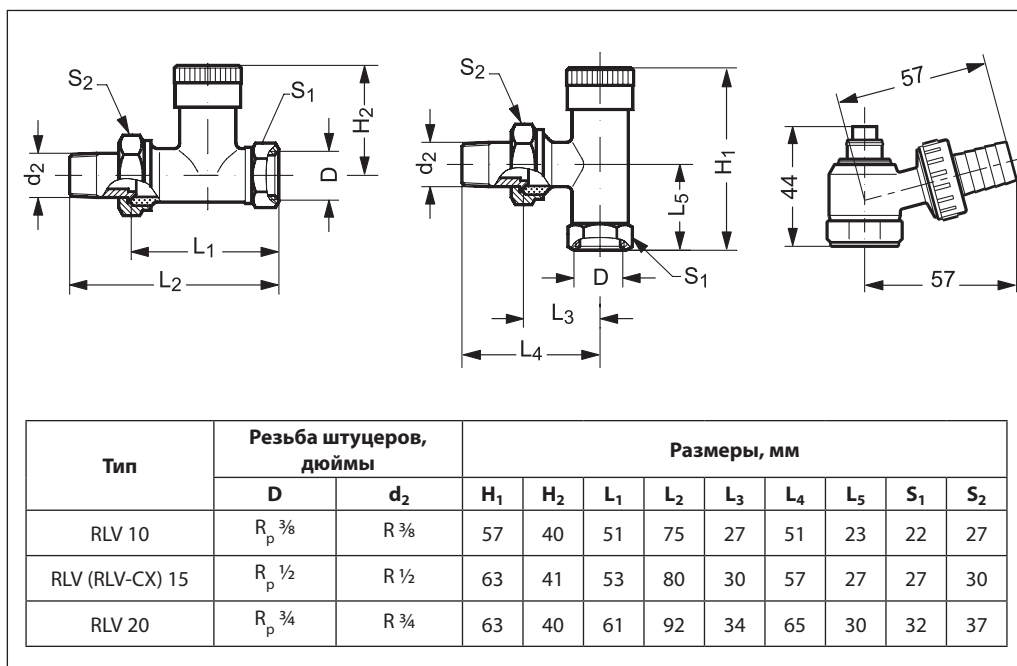 S2
S1
H2
d2
D
L1
L2
S2
d2
H1
L5
S1
D
L3
L4
57
44
57
Тип
Резьба штуцеров,
дюймы
Размеры, мм
D d2 H1 H2 L1 L2 L3 L4 L5 S1 S2
RLV 10 Rp ⅜ R ⅜ 57 40 51 75 27 51 23 22 27
RLV (RLV-CX) 15 Rp ½ R ½ 63 41 53 80 30 57 27 27 30
RLV 20 Rp ¾ R ¾ 63 40 61 92 34 65 30 32 37